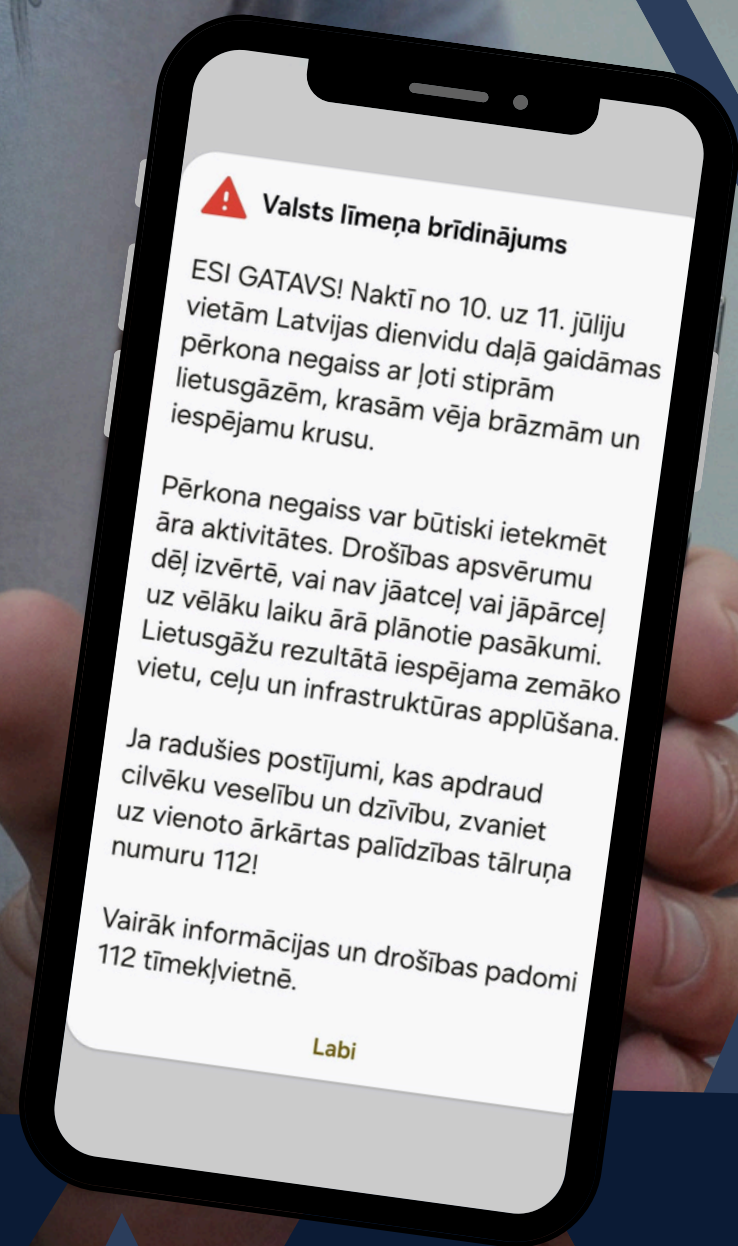 Valsts līmeņa brīdinājums
ESI GATAVS! Naktī no 10. uz 11. jūliju
vietām Latvijas dienvidu daļā gaidāmas
pērkona negaiss ar ļoti stiprām
lietusgāzēm, krasām vēja brāzmām un
iespējamu krusu.
Pērkona negaiss var būtiski ietekmēt
āra aktivitātes. Drošības apsvērumu
dēļ izvērtē, vai nav jāatceļ vai jāpārceļ
uz vēlāku laiku ārā plānotie pasākumi.
Lietusgāžu rezultātā iespējama zemāko
vietu, ceļu un infrastruktūras applūšana.
Ja radušies postījumi, kas apdraud
cilvēku veselību un dzīvību, zvaniet
uz vienoto ārkārtas palīdzības tālruņa
numuru 112!
Vairāk informācijas un drošības padomi
112 tīmekļvietnē.
Labi